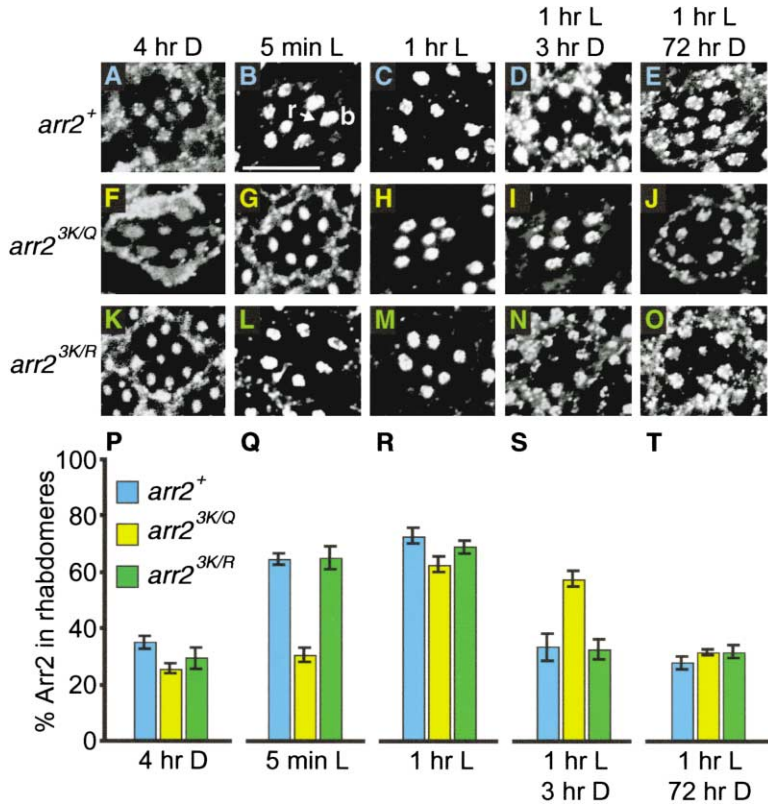 1 hr L 1 hr L
4 hr D 5 min L 1 hr L 3 hr D 72 hr D
arr2+ A B r b C D E
arr2 3K/Q F G H I J
arr2 3K/R K L M N O
P Q R S T
% Arr2 in rhabdomeres
100
80
60
40
20
0
arr2+
arr2 3K/Q
arr2 3K/R
4 hr D 5 min L 1 hr L 1 hr L 1 hr L
3 hr D 72 hr D